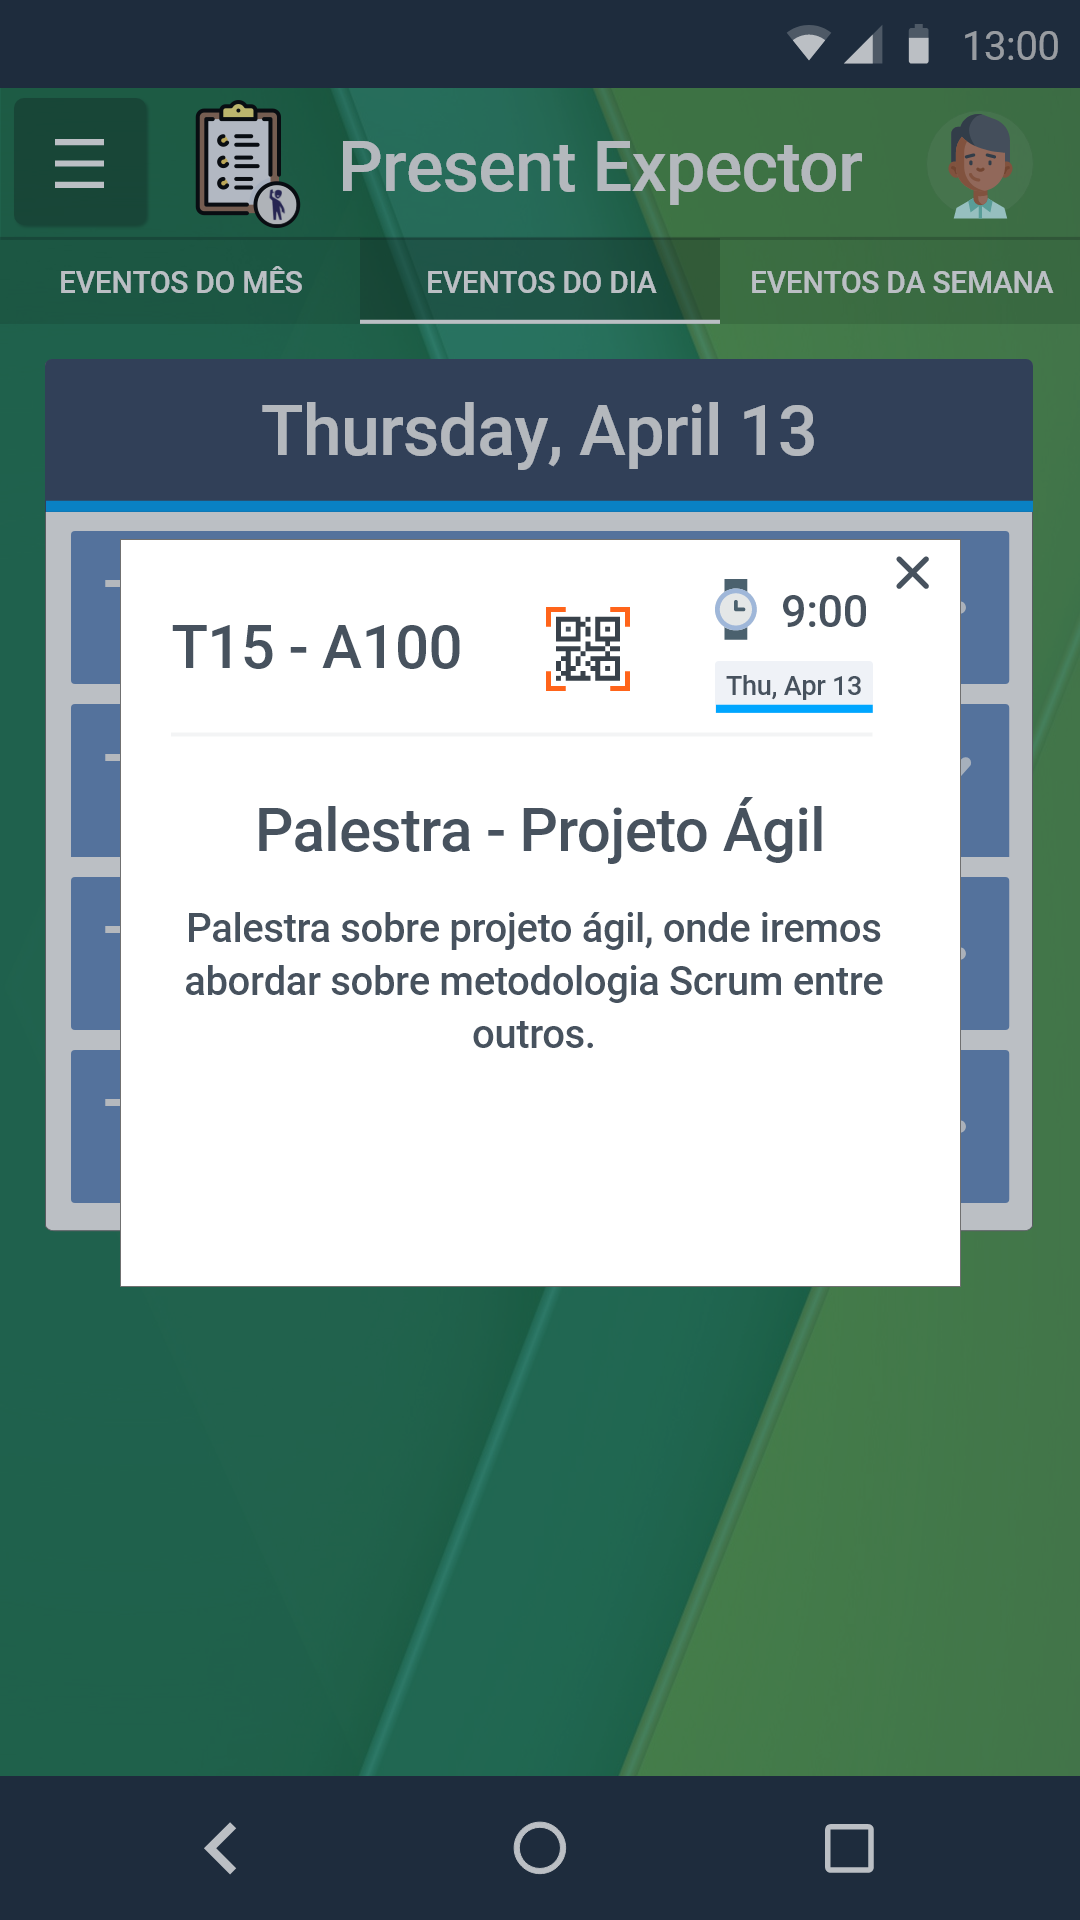 13:00
Present Expector
EVENTOS DO MÊS
EVENTOS DO DIA
EVENTOS DA SEMANA
Thursday, April 13
T15 - A100
9:00
Thu, Apr 13
Palestra - Projeto Ágil
Palestra sobre projeto ágil, onde iremos
abordar sobre metodologia Scrum entre
outros.